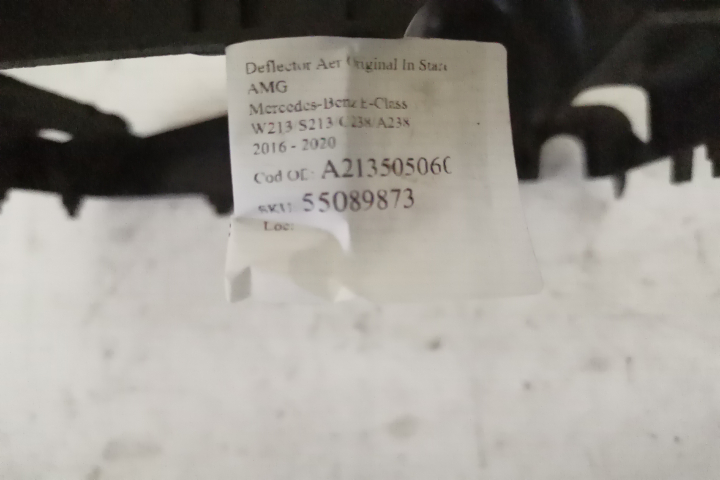 Deflector Aer Original In Stare
AMG
Mercedes-Benz E-Class
W213 S213 C238 A238
2016 - 2020
Cod OE: A213505060
SKU: 55089873
Loc: